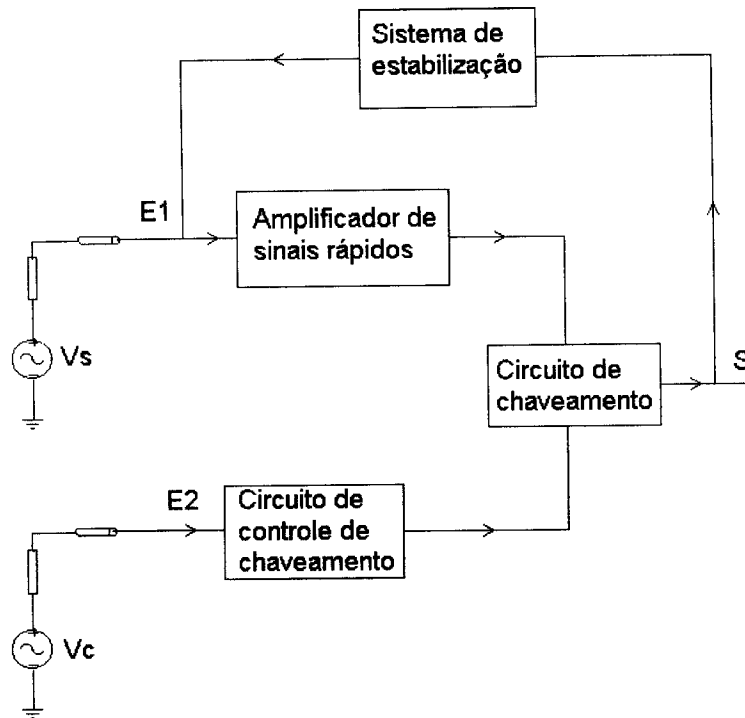 Sistema de
estabilização
E1
Amplificador de
sinais rápidos
Vs
Circuito de
chaveamento
S
E2
Circuito de
controle de
chaveamento
Vc